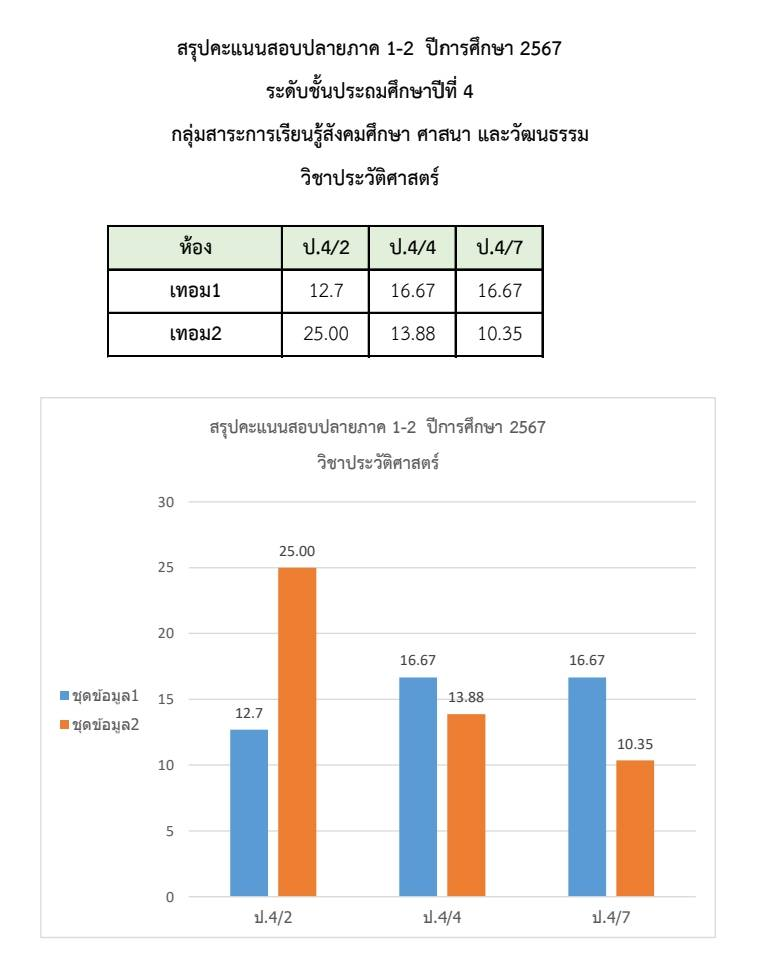 สรุปคะแนนสอบปลายภาค 1-2 ปีการศึกษา 2567
ระดับชั้นประถมศึกษาปีที่ 4
กลุ่มสาระการเรียนรู้สังคมศึกษา ศาสนา และวัฒนธรรม
วิชาประวัติศาสตร์
ห้อง ป.4/2 ป.4/4 ป.4/7
เทอม1 12.7 16.67 16.67
เทอม2 25.00 13.88 10.35
สรุปคะแนนสอบปลายภาค 1-2 ปีการศึกษา 2567
วิชาประวัติศาสตร์
30
25.00
25
20
16.67 16.67
ชุดข้อมูล1 15 12.7 13.88
ชุดข้อมูล2
10.35
10
5
0
ป.4/2 ป.4/4 ป.4/7